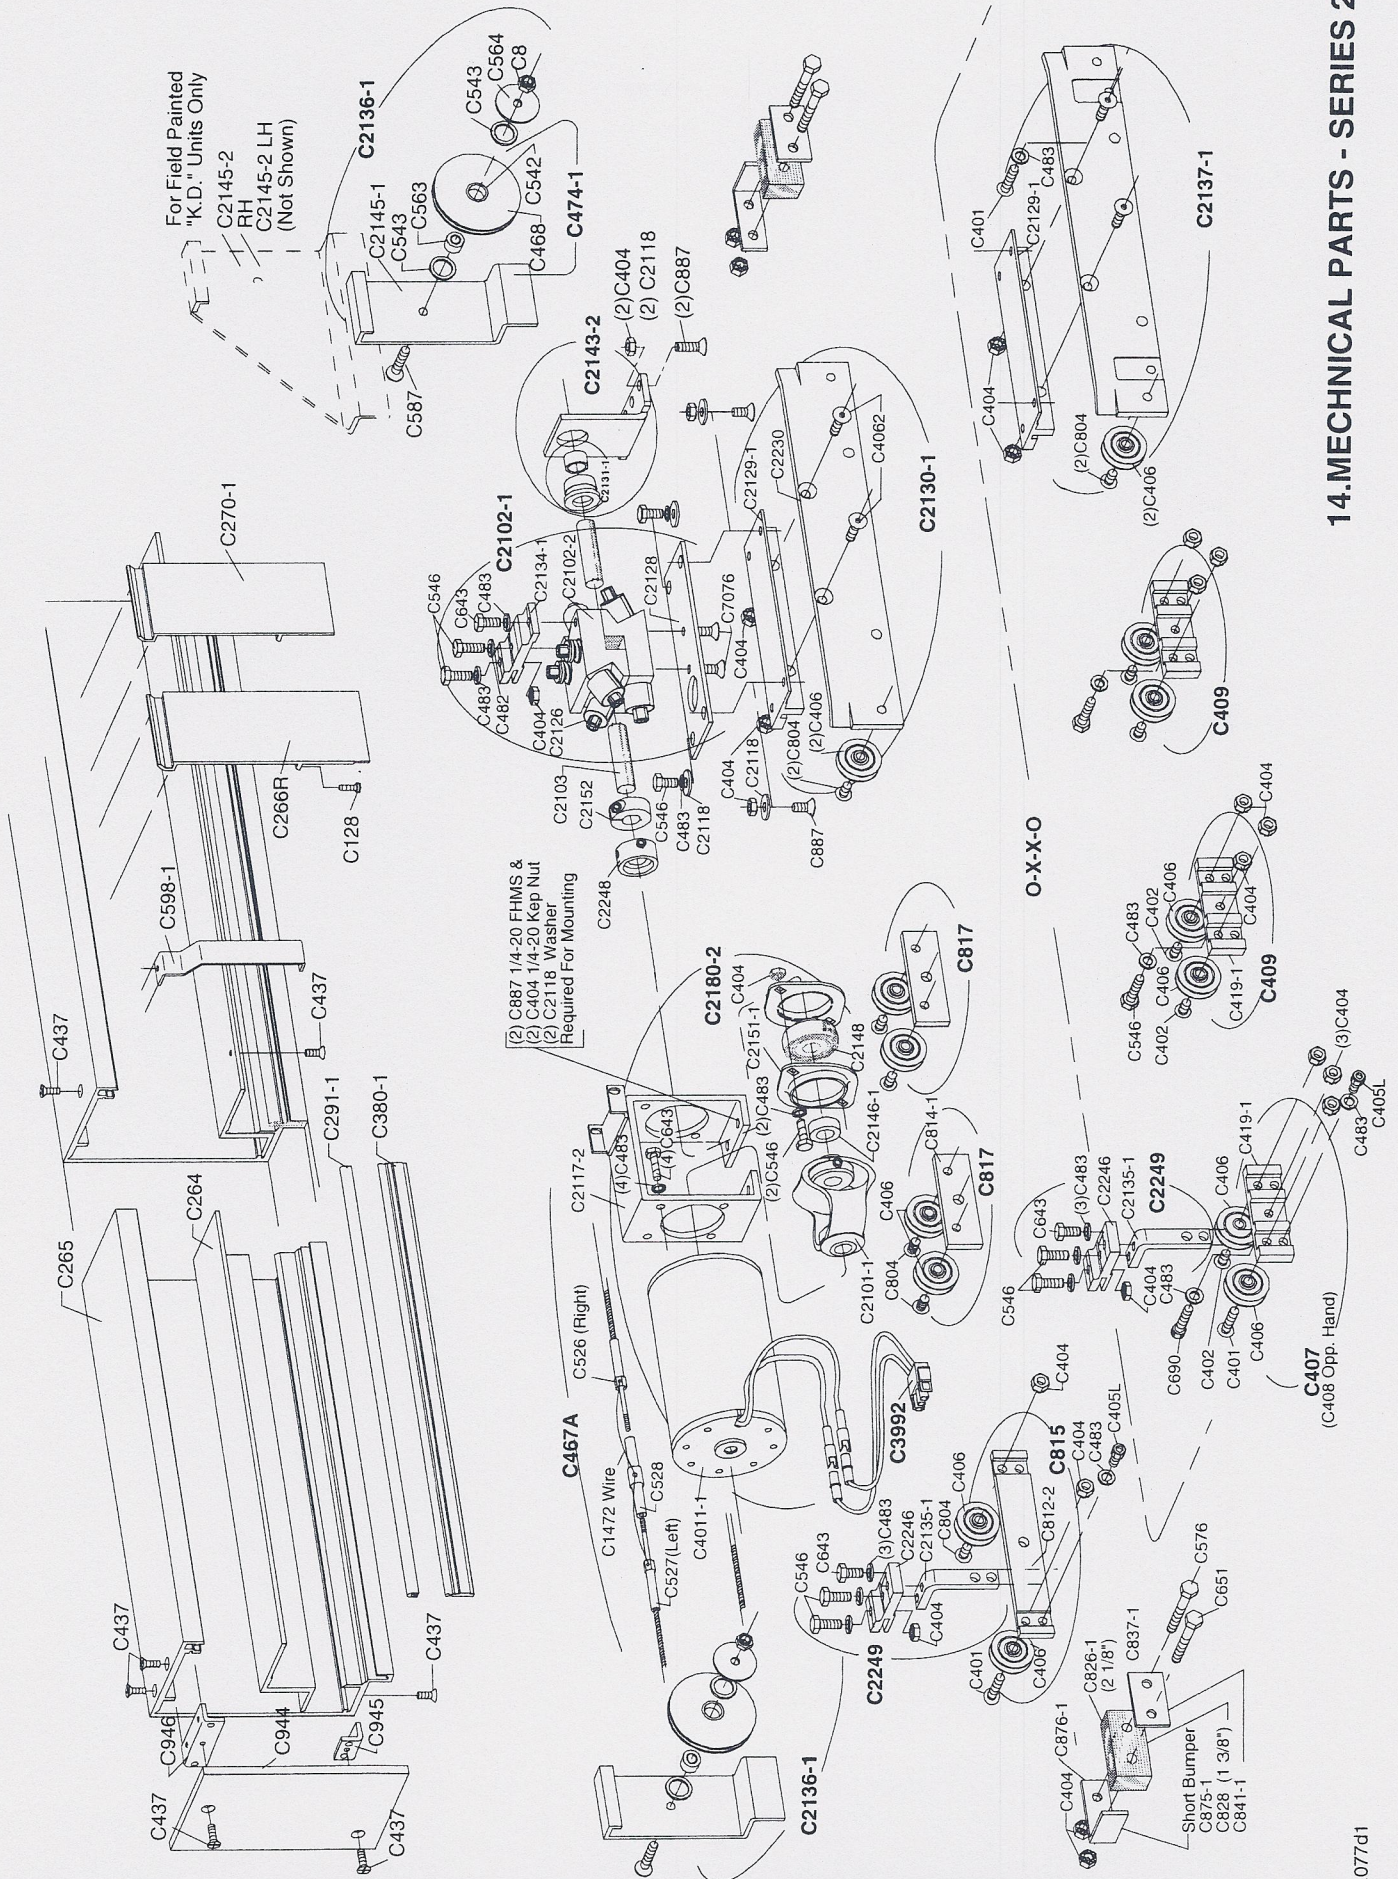 14.MECHNICAL PARTS - SERIES 2
For Field Painted
"K.D." Units Only
C2145-2
RH
C2145-2 LH
(Not Shown)
C2136-1
C2145-1
C543
C563
C543
C564
C8
C542
C468
C474-1
C587
C270-1
C266R
C128
C598-1
C437
C437
C291-1
C380-1
C265
C264
C437
C437
C946
C944
C945
C437
C437
(2)C404
(2) C2118
(2)C887
C2143-2
C2131-1
C2102-1
C546
C643
C483
C2134-1
C2102-2
C483
C482
C404
C2126
C2128
C7076
C404
C2129-1
C2230
C4062
C2130-1
C2103
C2152
C2248
C546
C483
C2118
C404
C2118
(2)C804
(2)C406
C887
(2) C887 1/4-20 FHMS &
(2) C404 1/4-20 Kep Nut
(2) C2118 Washer
Required For Mounting
C2180-2
C404
C2151-1
C2148
(2)C483
(2)C546
C2146-1
C2117-2
(4)C483
(4)C643
C2101-1
C817
C814-1
C406
C804
C817
C467A
C526 (Right)
C1472 Wire
C528
C527(Left)
C4011-1
C3992
C2136-1
C401
C483
C2129-1
C404
(2)C804
(2)C406
C2137-1
C409
O-X-X-O
C404
C406
C402
C483
C546
C406
C402
C404
C419-1
C409
(3)C404
C405L
C483
C419-1
C406
C2249
C2135-1
C2246
(3)C483
C643
C546
C404
C483
C690
C402
C401
C406
C407
(C408 Opp. Hand)
C404
C815
C404
C483
C405L
C406
C804
C812-2
C2135-1
C2246
(3)C483
C643
C546
C404
C2249
C401
C406
C576
C651
C837-1
C826-1
(2 1/8")
C876-1
C404
Short Bumper
C875-1
C828 (1 3/8")
C841-1
077d1